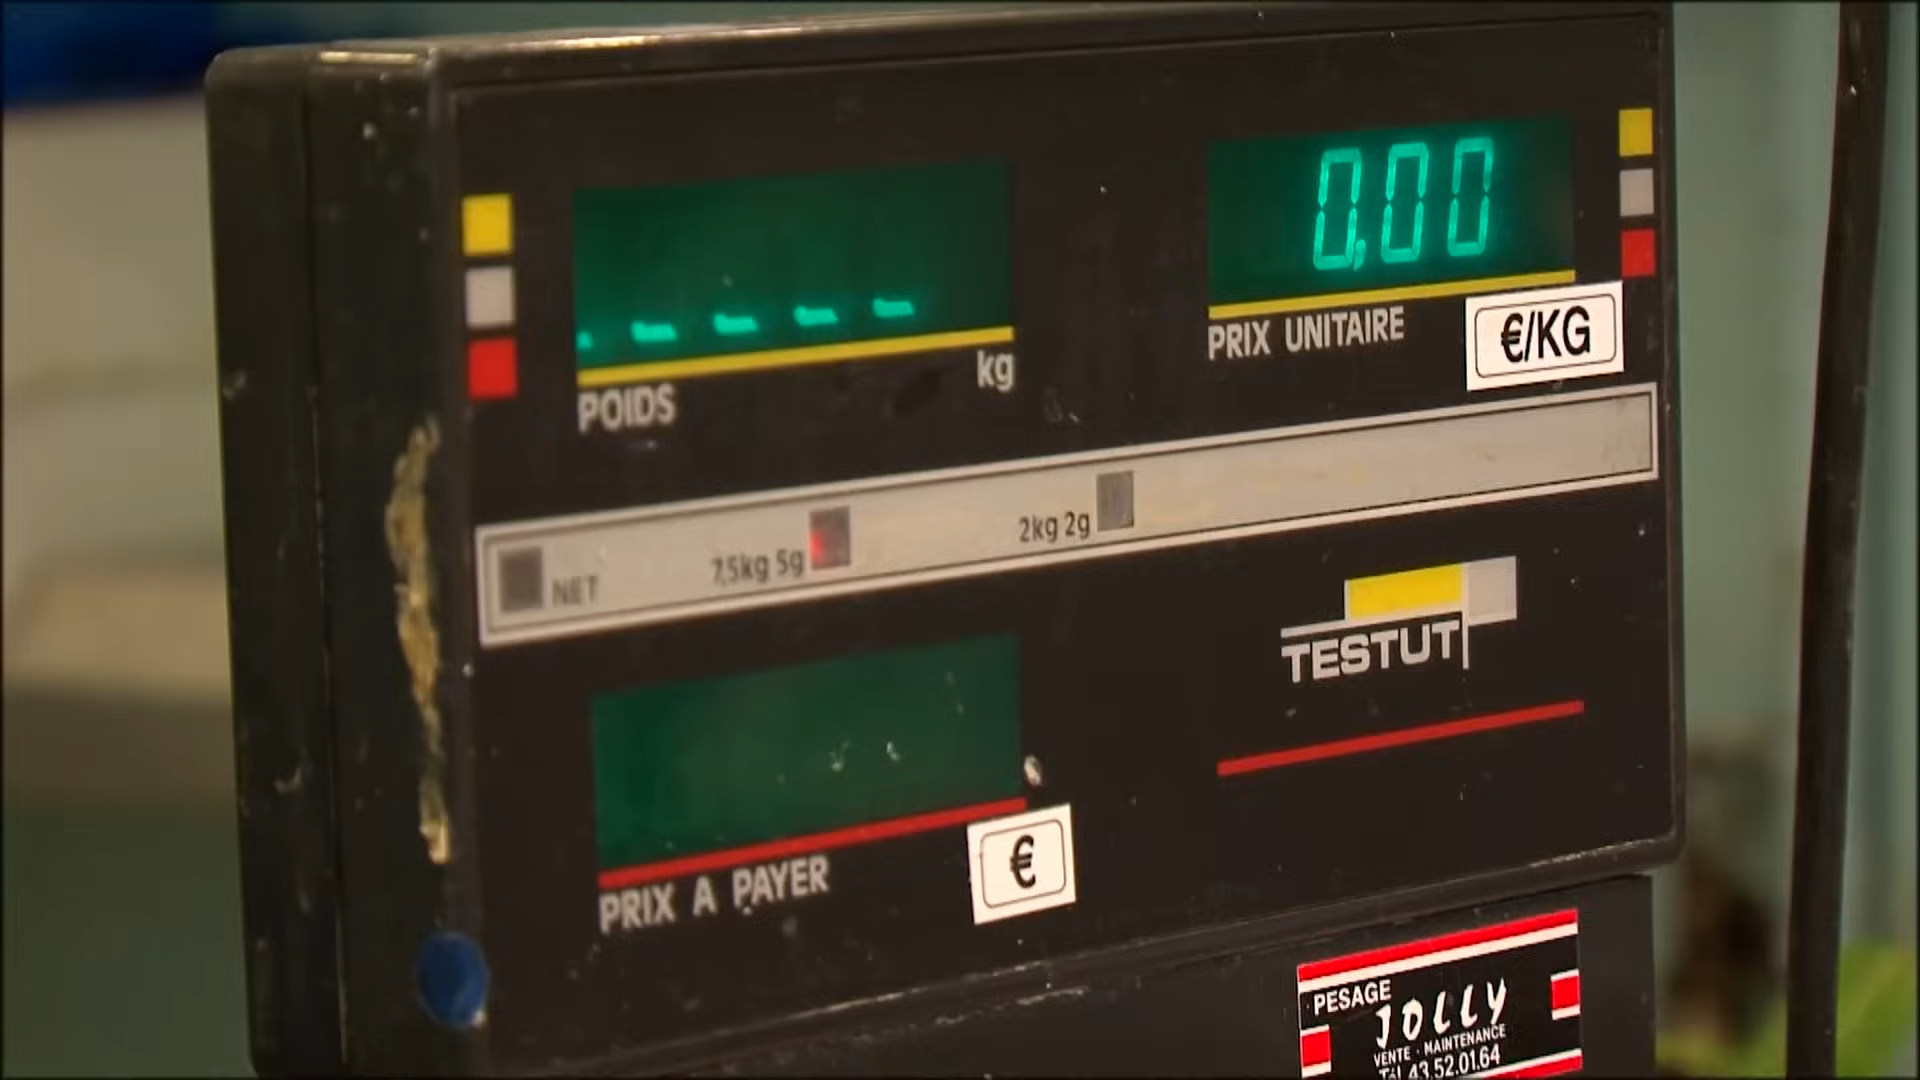 0,00
PRIX UNITAIRE
€/KG
kg
POIDS
NET
7,5kg 5g
2kg 2g
TESTUT
PRIX A PAYER
€
PESAGE
JOLLY
VENTE · MAINTENANCE
Tél. 43.52.01.64